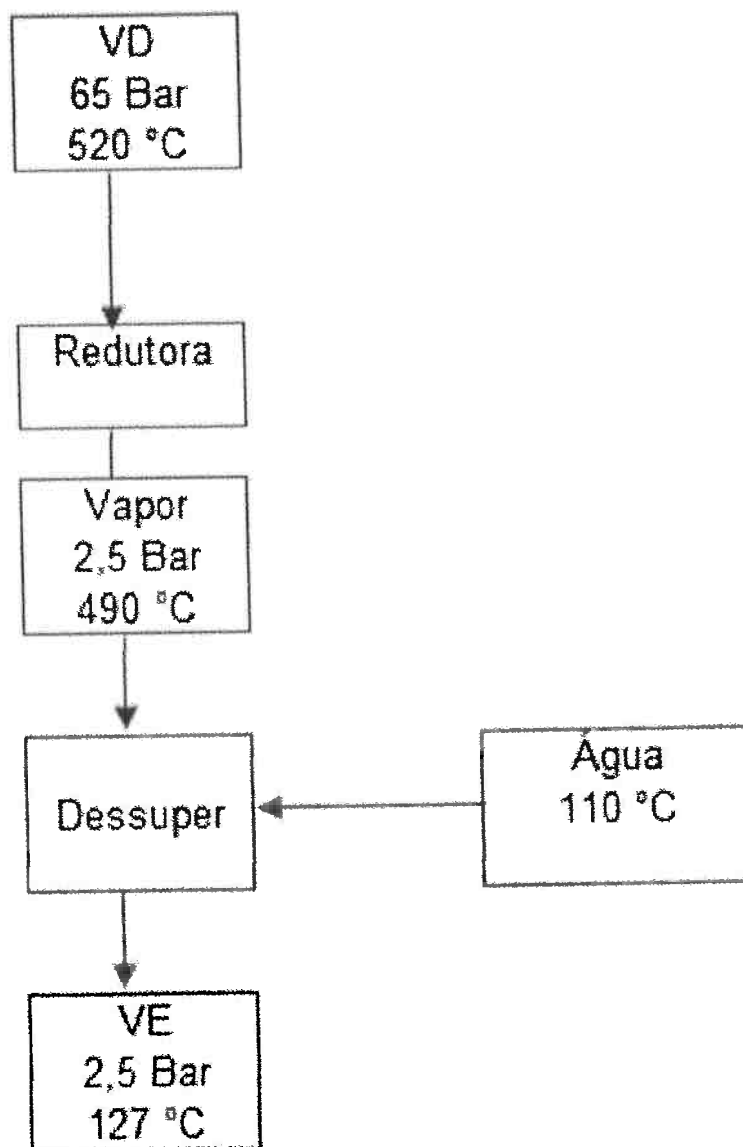 VD
65 Bar
520 °C
Redutora
Vapor
2,5 Bar
490 °C
Dessuper
Água
110 °C
VE
2,5 Bar
127 °C